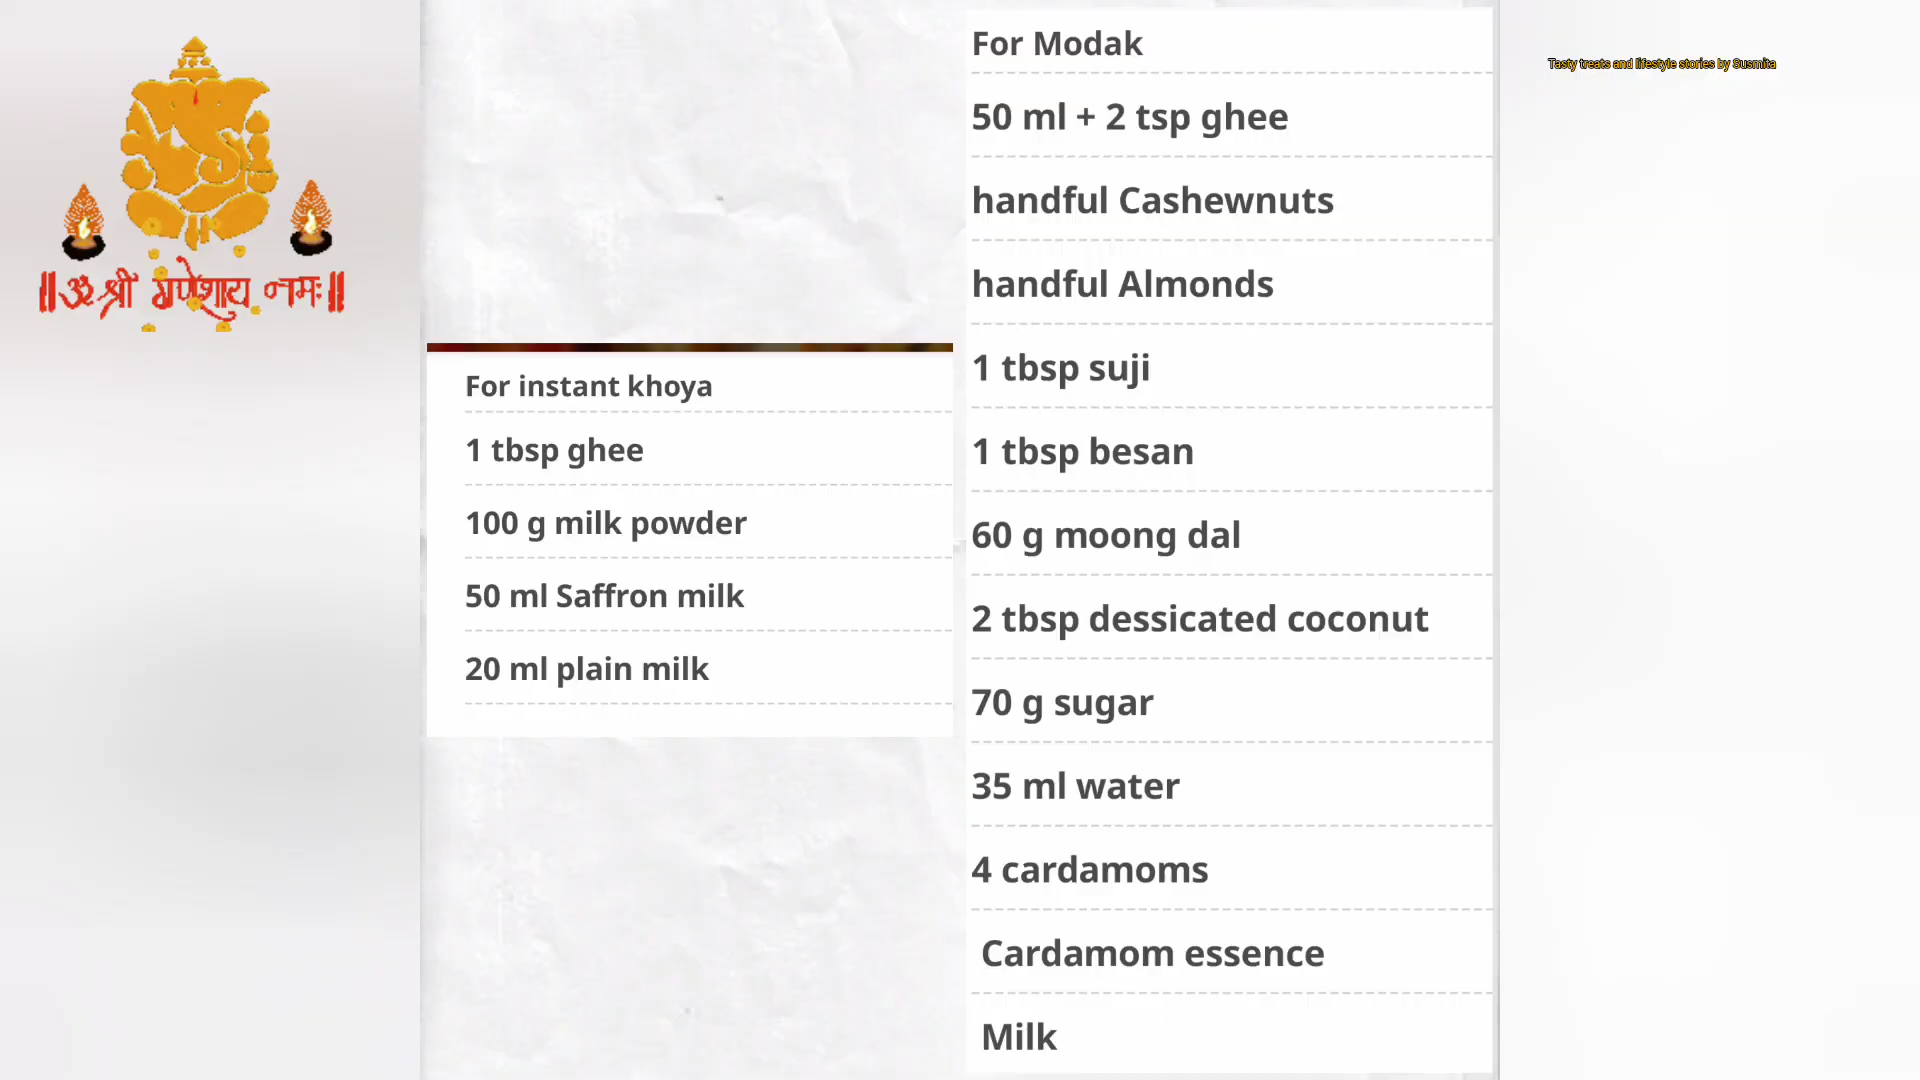 ॥ॐ श्री गणेशाय नमः॥
For instant khoya
1 tbsp ghee
100 g milk powder
50 ml Saffron milk
20 ml plain milk
For Modak
50 ml + 2 tsp ghee
handful Cashewnuts
handful Almonds
1 tbsp suji
1 tbsp besan
60 g moong dal
2 tbsp dessicated coconut
70 g sugar
35 ml water
4 cardamoms
Cardamom essence
Milk
Tasty treats and lifestyle stories by Susmita